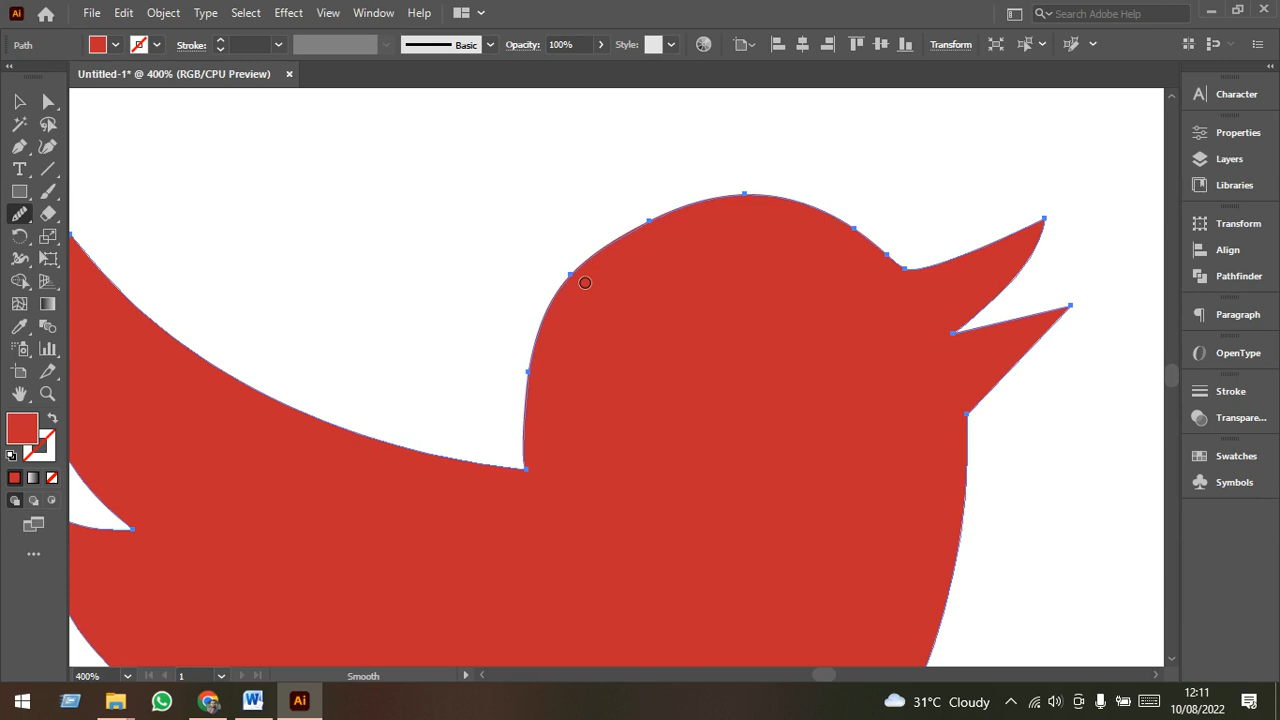 Ai File Edit Object Type Select Effect View Window Help Search Adobe Help
Path Stroke: Basic Opacity: 100% Style: Transform
Untitled-1* @ 400% (RGB/CPU Preview)
Character
Properties
Layers
Libraries
Transform
Align
Pathfinder
Paragraph
OpenType
Stroke
Transpare...
Swatches
Symbols
400% 1 Smooth
Ai 31°C Cloudy 12:11
10/08/2022